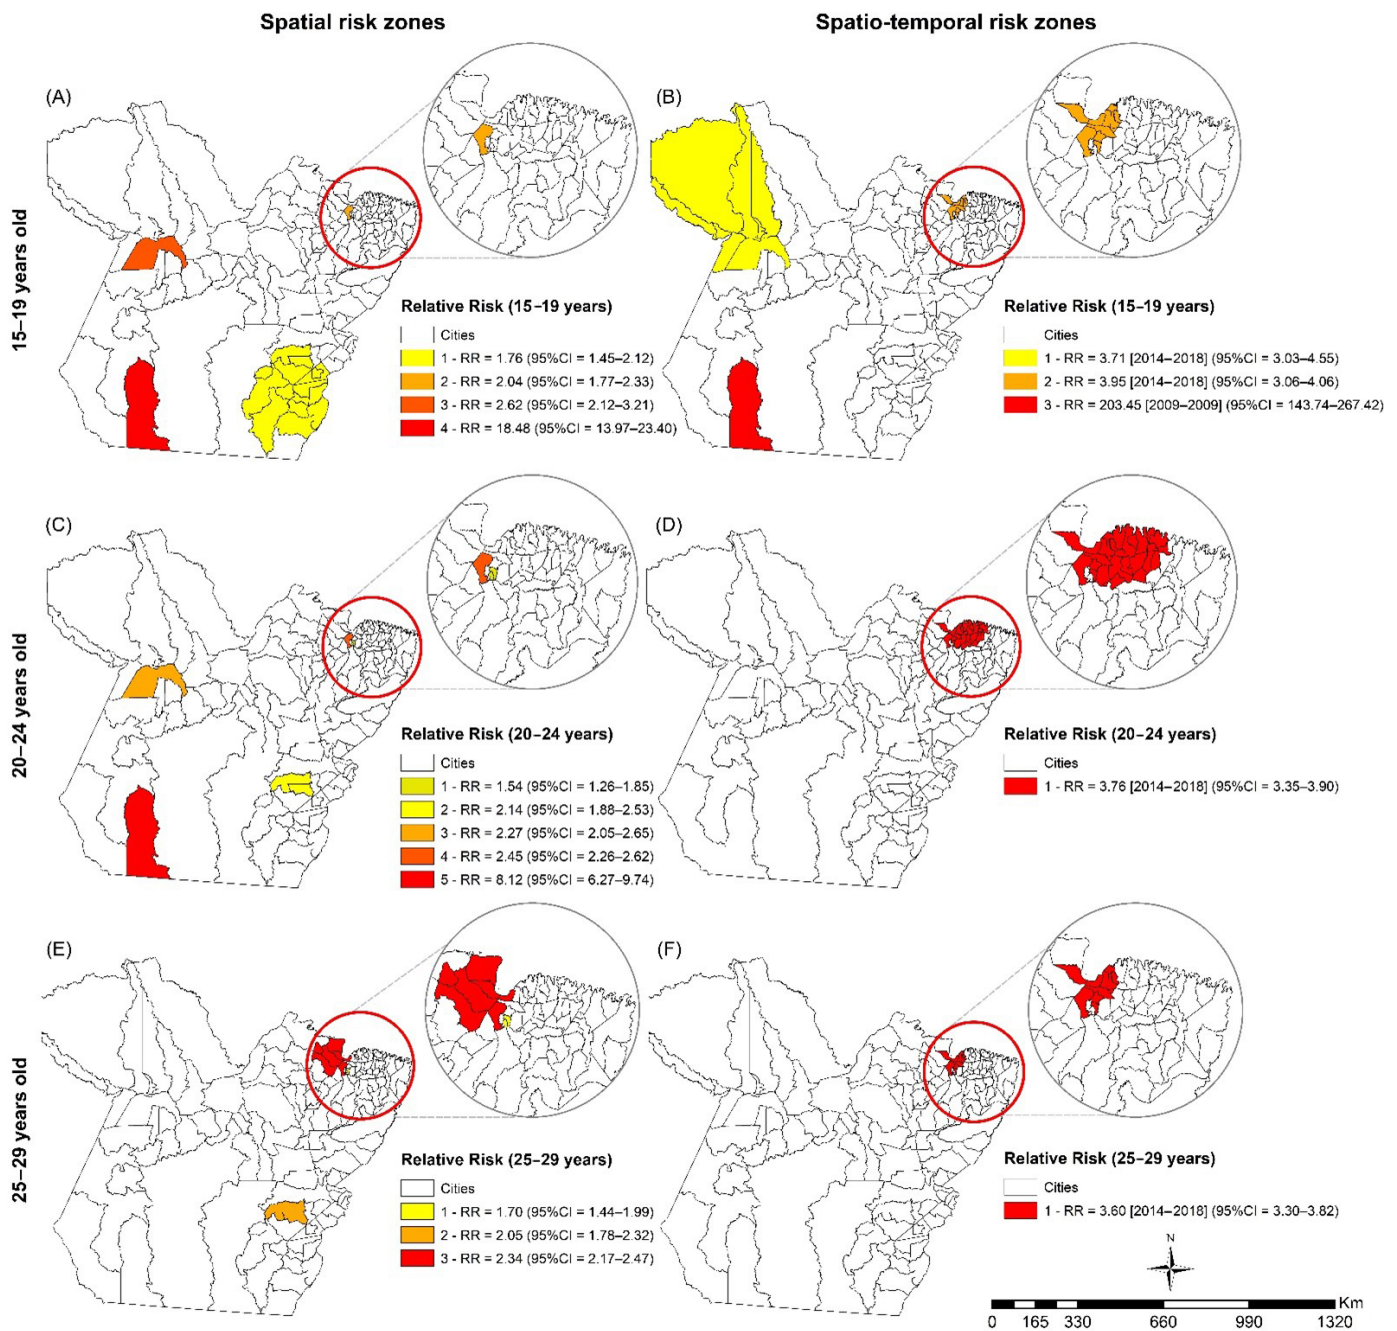 Spatial risk zones
Spatio-temporal risk zones
15–19 years old
(A)
Relative Risk (15–19 years)
Cities
1 - RR = 1.76 (95%CI = 1.45–2.12)
2 - RR = 2.04 (95%CI = 1.77–2.33)
3 - RR = 2.62 (95%CI = 2.12–3.21)
4 - RR = 18.48 (95%CI = 13.97–23.40)
(B)
Relative Risk (15–19 years)
Cities
1 - RR = 3.71 [2014–2018] (95%CI = 3.03–4.55)
2 - RR = 3.95 [2014–2018] (95%CI = 3.06–4.06)
3 - RR = 203.45 [2009–2009] (95%CI = 143.74–267.42)
20–24 years old
(C)
Relative Risk (20–24 years)
Cities
1 - RR = 1.54 (95%CI = 1.26–1.85)
2 - RR = 2.14 (95%CI = 1.88–2.53)
3 - RR = 2.27 (95%CI = 2.05–2.65)
4 - RR = 2.45 (95%CI = 2.26–2.62)
5 - RR = 8.12 (95%CI = 6.27–9.74)
(D)
Relative Risk (20–24 years)
Cities
1 - RR = 3.76 [2014–2018] (95%CI = 3.35–3.90)
25–29 years old
(E)
Relative Risk (25–29 years)
Cities
1 - RR = 1.70 (95%CI = 1.44–1.99)
2 - RR = 2.05 (95%CI = 1.78–2.32)
3 - RR = 2.34 (95%CI = 2.17–2.47)
(F)
Relative Risk (25–29 years)
Cities
1 - RR = 3.60 [2014–2018] (95%CI = 3.30–3.82)
N
Km
0 165 330 660 990 1320